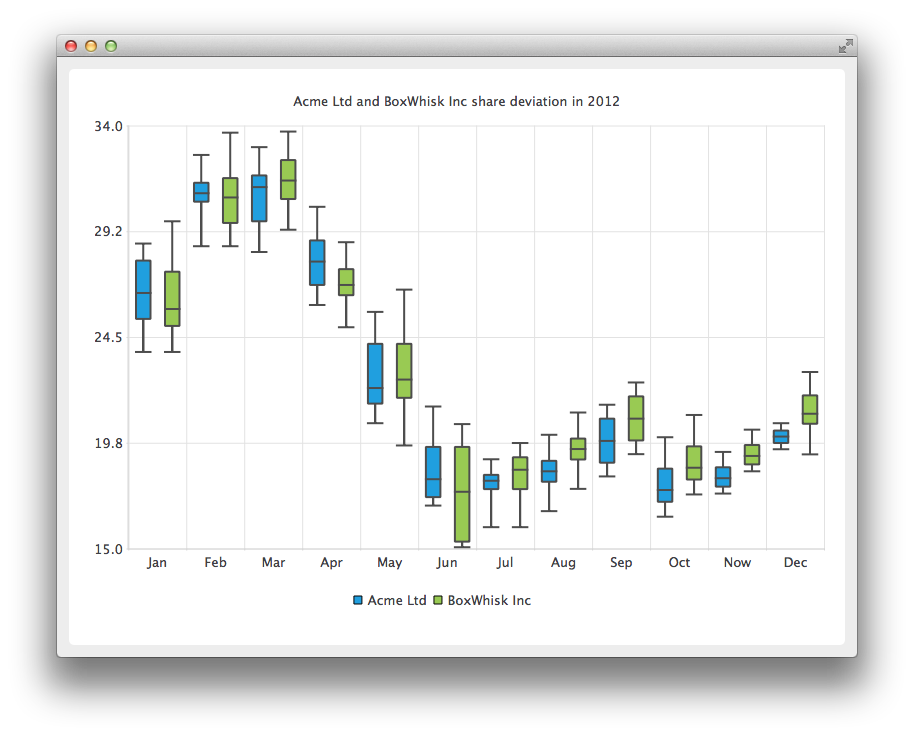 Acme Ltd and BoxWhisk Inc share deviation in 2012
34.0
29.2
24.5
19.8
15.0
Jan Feb Mar Apr May Jun Jul Aug Sep Oct Now Dec
Acme Ltd BoxWhisk Inc